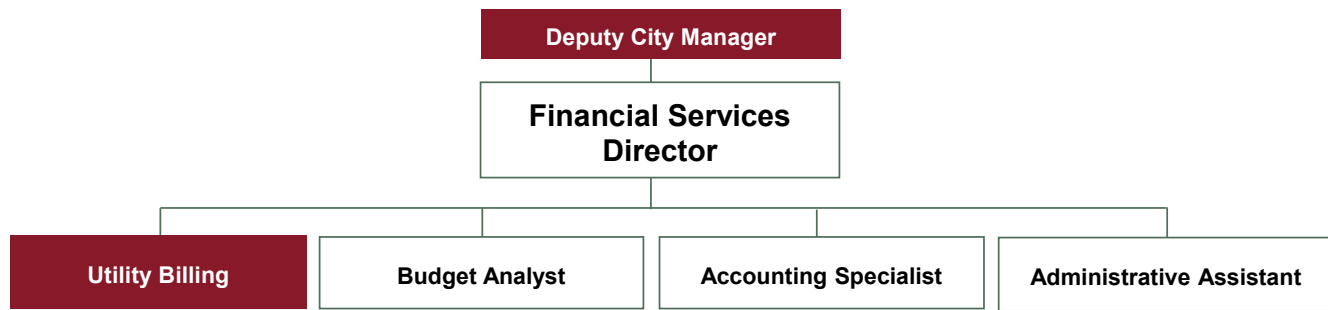 Deputy City Manager
Financial Services
Director
Utility Billing
Budget Analyst
Accounting Specialist
Administrative Assistant